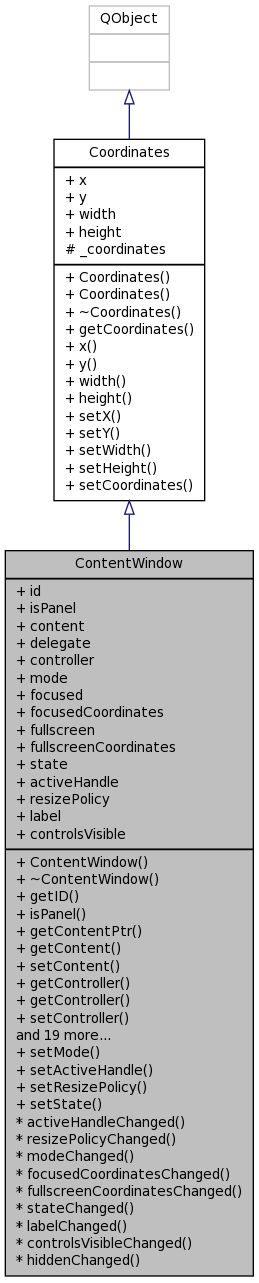 QObject
Coordinates
+ x
+ y
+ width
+ height
# _coordinates
+ Coordinates()
+ Coordinates()
+ ~Coordinates()
+ getCoordinates()
+ x()
+ y()
+ width()
+ height()
+ setX()
+ setY()
+ setWidth()
+ setHeight()
+ setCoordinates()
ContentWindow
+ id
+ isPanel
+ content
+ delegate
+ controller
+ mode
+ focused
+ focusedCoordinates
+ fullscreen
+ fullscreenCoordinates
+ state
+ activeHandle
+ resizePolicy
+ label
+ controlsVisible
+ ContentWindow()
+ ~ContentWindow()
+ getID()
+ isPanel()
+ getContentPtr()
+ getContent()
+ setContent()
+ getController()
+ getController()
+ setController()
and 19 more...
+ setMode()
+ setActiveHandle()
+ setResizePolicy()
+ setState()
* activeHandleChanged()
* resizePolicyChanged()
* modeChanged()
* focusedCoordinatesChanged()
* fullscreenCoordinatesChanged()
* stateChanged()
* labelChanged()
* controlsVisibleChanged()
* hiddenChanged()